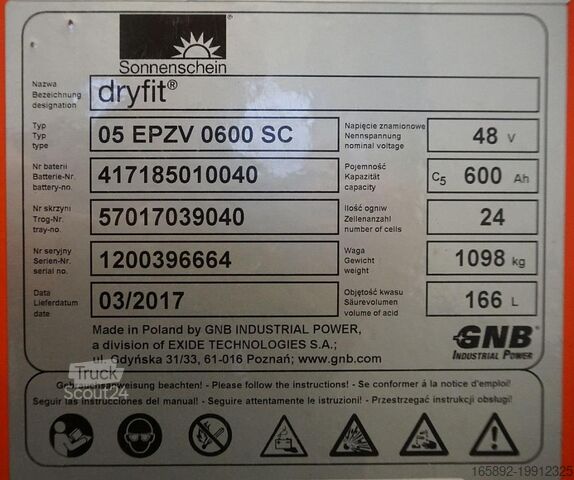 Sonnenschein
Nazwa
Bezeichnung
designation
dryfit®
Typ
Typ
type
05 EPZV 0600 SC
Napięcie znamionowe
Nennspannung
nominal voltage
48 V
Nr baterii
Batterie-Nr.
battery-no.
417185010040
Pojemność
Kapazität
capacity
C5 600 Ah
Nr skrzyni
Trog-Nr.
tray-no.
57017039040
Ilość ogniw
Zellenanzahl
number of cells
24
Nr seryjny
Serien-Nr.
serial no.
1200396664
Waga
Gewicht
weight
1098 kg
Data
Lieferdatum
date
03/2017
Objętość kwasu
Säurevolumen
volume of acid
166 L
Made in Poland by GNB INDUSTRIAL POWER,
a division of EXIDE TECHNOLOGIES S.A.;
ul. Gdyńska 31/33, 61-016 Poznań; www.gnb.com
GNB®
INDUSTRIAL POWER
Gebrauchsanweisung beachten! - Please follow the instructions! - Se conformer á la notice d'emploi!
Seguir las instrucciones del manual! - Seguire attentamente le istruzioni! - Przestrzegać instrukcji obsługi!
Truck
Scout24
165892-19912325